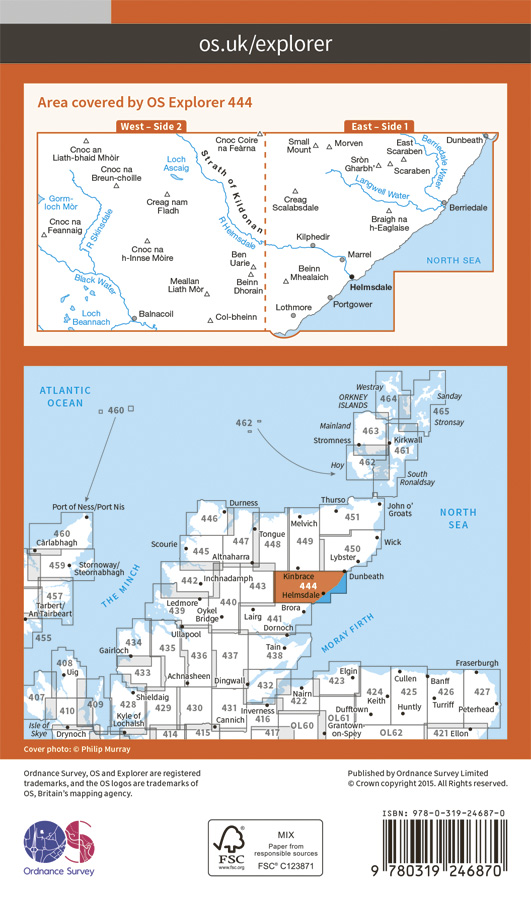 os.uk/explorer
Area covered by OS Explorer 444
West – Side 2
East – Side 1
Cnoc an
Liath-bhaid Mhòir
Cnoc na
Breun-choille
Loch
Ascaig
Cnoc Coire
na Feàrna
Strath of Kildonan
Gorm-
loch Mòr
Cnoc na
Feannaig
R Skinsdale
Creag nam
Fiadh
R Helmsdale
Cnoc na
h-Innse Mòire
Ben
Uarie
Beinn
Dhorain
Meallan
Liath Mòr
Black Water
Loch
Beannach
Balnacoil
Col-bheinn
Small
Mount
Morven
East
Scaraben
Berriedale
Water
Dunbeath
Sròn
Gharbh
Scaraben
Langwell Water
Creag
Scalabsdale
Berriedale
Braigh na
h-Eaglaise
Kilphedir
Marrel
NORTH SEA
Beinn
Mhealaich
Helmsdale
Portgower
Lothmore
ATLANTIC
OCEAN
460
462
Westray
ORKNEY
ISLANDS
464
Sanday
465
Stronsay
Mainland
463
Stromness
Kirkwall
461
Hoy
462
South
Ronaldsay
Port of Ness/Port Nis
460
Càrlabhagh
459
Stornoway/
Steòrnabhagh
457
Tarbert/
An Tairbeart
455
THE MINCH
Durness
446
Thurso
John o'
Groats
451
NORTH
SEA
Melvich
Tongue
447
448
449
Wick
450
Lybster
Scourie
445
Altnaharra
Dunbeath
Kinbrace
444
Helmsdale
442
Inchnadamph
443
440
Ledmore
439
Oykel
Bridge
Lairg
Brora
441
Dornoch
MORAY FIRTH
Ullapool
434
435
Gairloch
436
437
Tain
438
433
Achnasheen
Dingwall
432
408
Uig
407
410
409
Isle of
Skye
Drynoch
428
Shieldaig
429
Kyle of
Lochalsh
430
431
Cannich
414
415
Inverness
416
417
Nairn
422
423
Elgin
OL60
OL61
Grantown-
on-Spey
Dufftown
424
Keith
Cullen
425
Huntly
Banff
426
Turriff
Fraserburgh
427
Peterhead
OL62
421
Ellon
Cover photo: © Philip Murray
Ordnance Survey, OS and Explorer are registered
trademarks, and the OS logos are trademarks of
OS, Britain's mapping agency.
Published by Ordnance Survey Limited
© Crown copyright 2015. All Rights reserved.
OS
Ordnance Survey
FSC
www.fsc.org
MIX
Paper from
responsible sources
FSC® C123871
ISBN: 978-0-319-24687-0
9 780319 246870